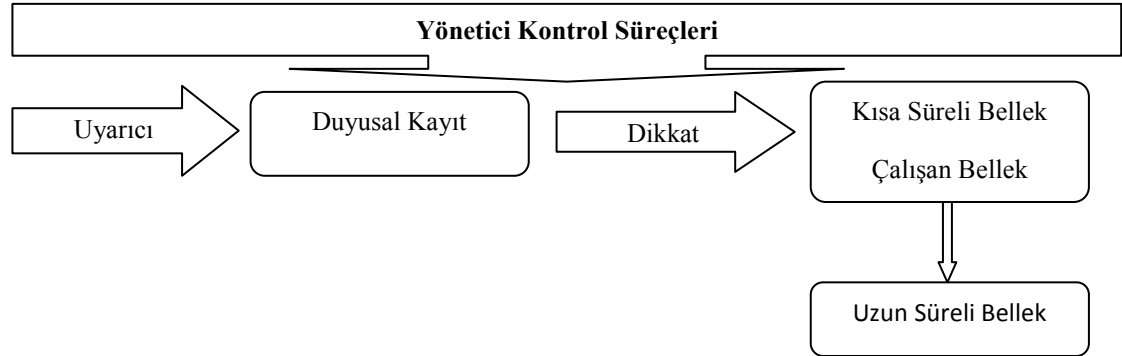 Yönetici Kontrol Süreçleri
Uyarıcı
Duyusal Kayıt
Dikkat
Kısa Süreli Bellek
Çalışan Bellek
Uzun Süreli Bellek